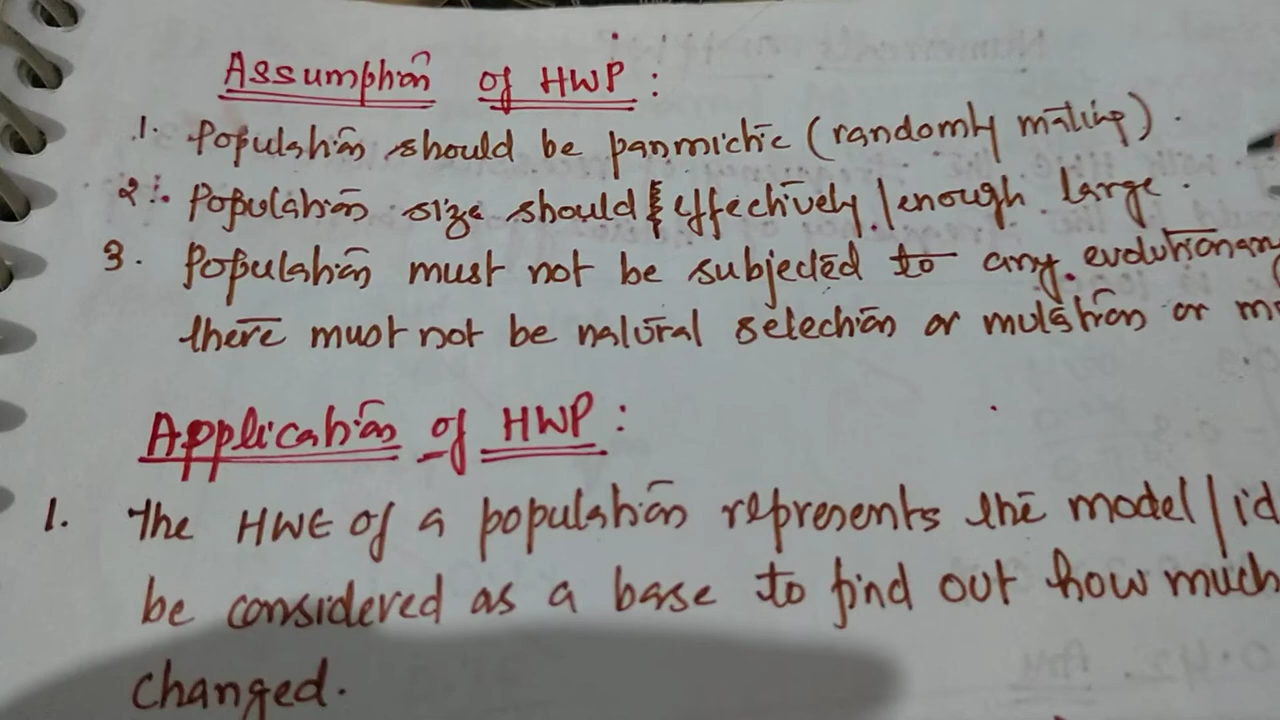 Assumption of HWP :
1. Population should be panmictic (randomly mating).
2. Population size should effectively / enough large.
3. Population must not be subjected to any evolutionary
there must not be natural selection or mutation or
Application of HWP :
1. The HWE of a population represents the model /
be considered as a base to find out how much
changed.